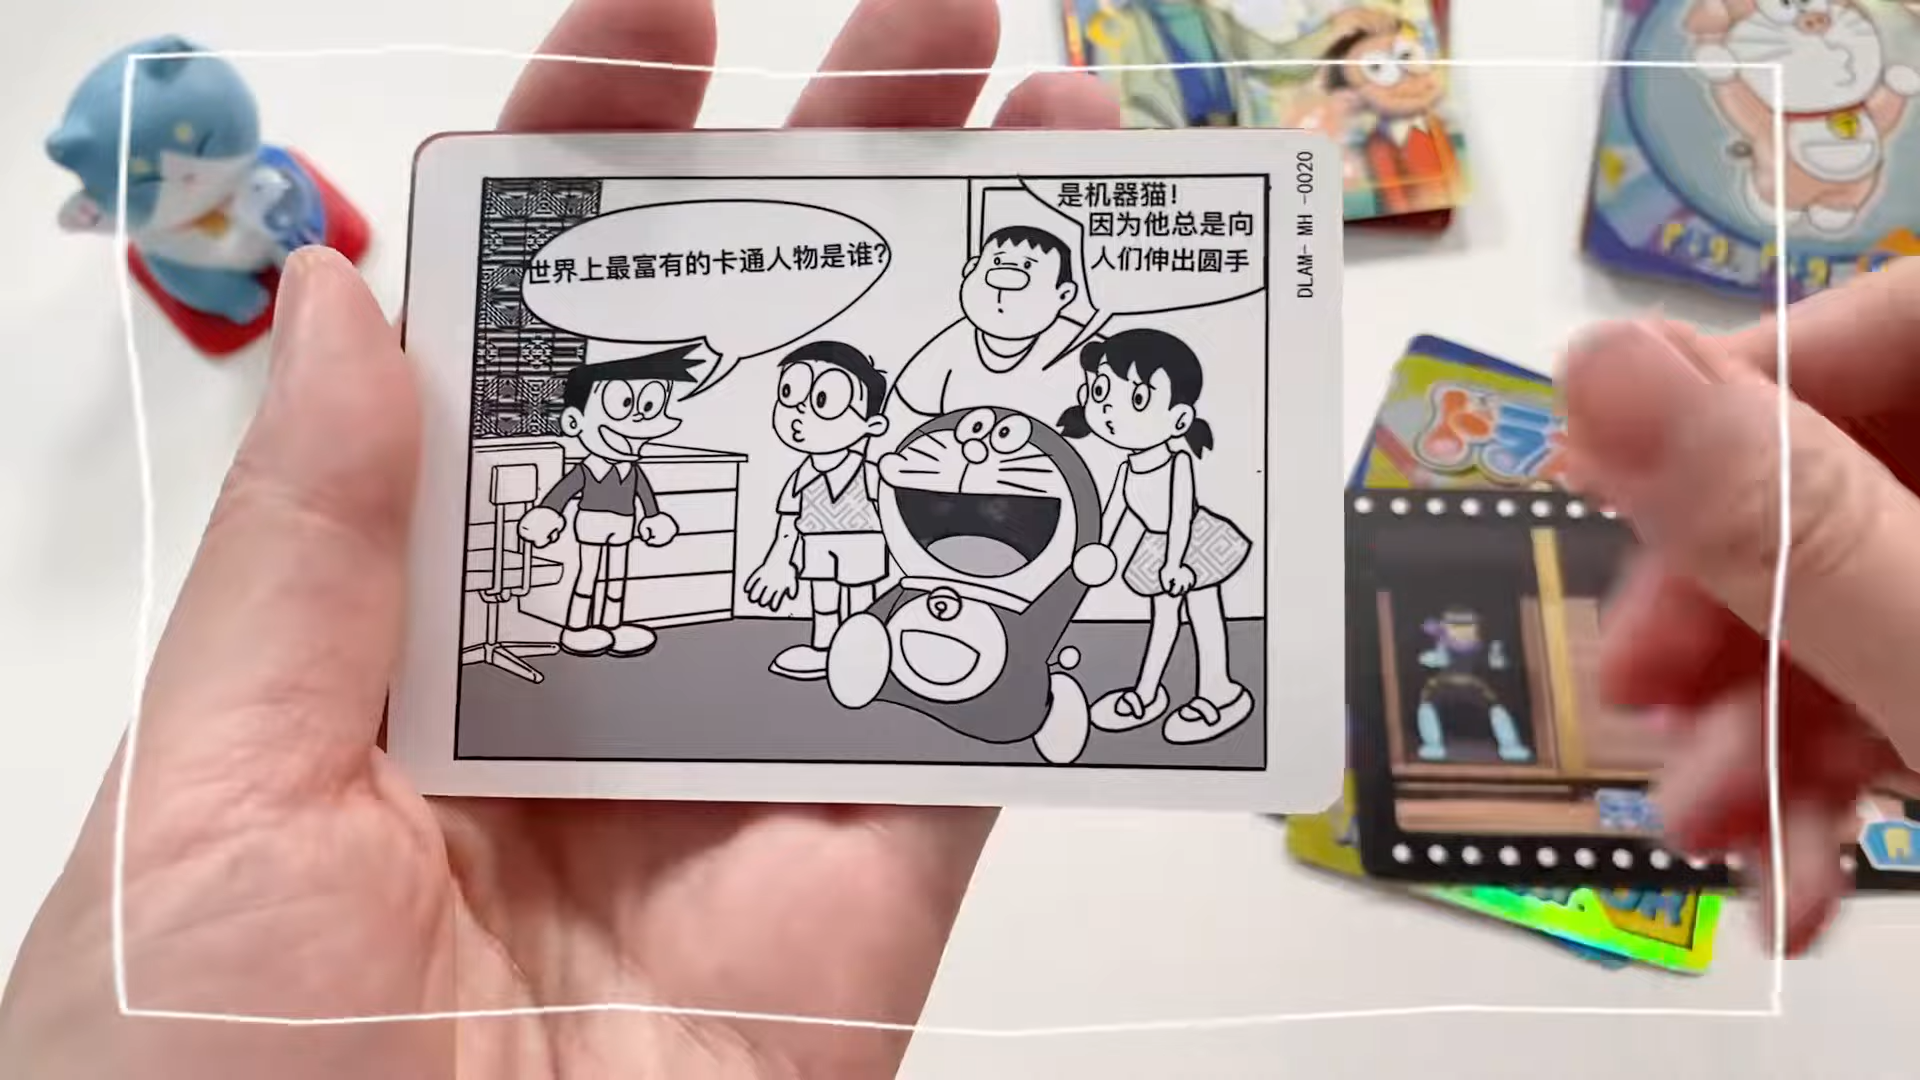 世界上最富有的卡通人物是谁?
是机器猫!
因为他总是向
人们伸出圆手
DLAM- MH -0020